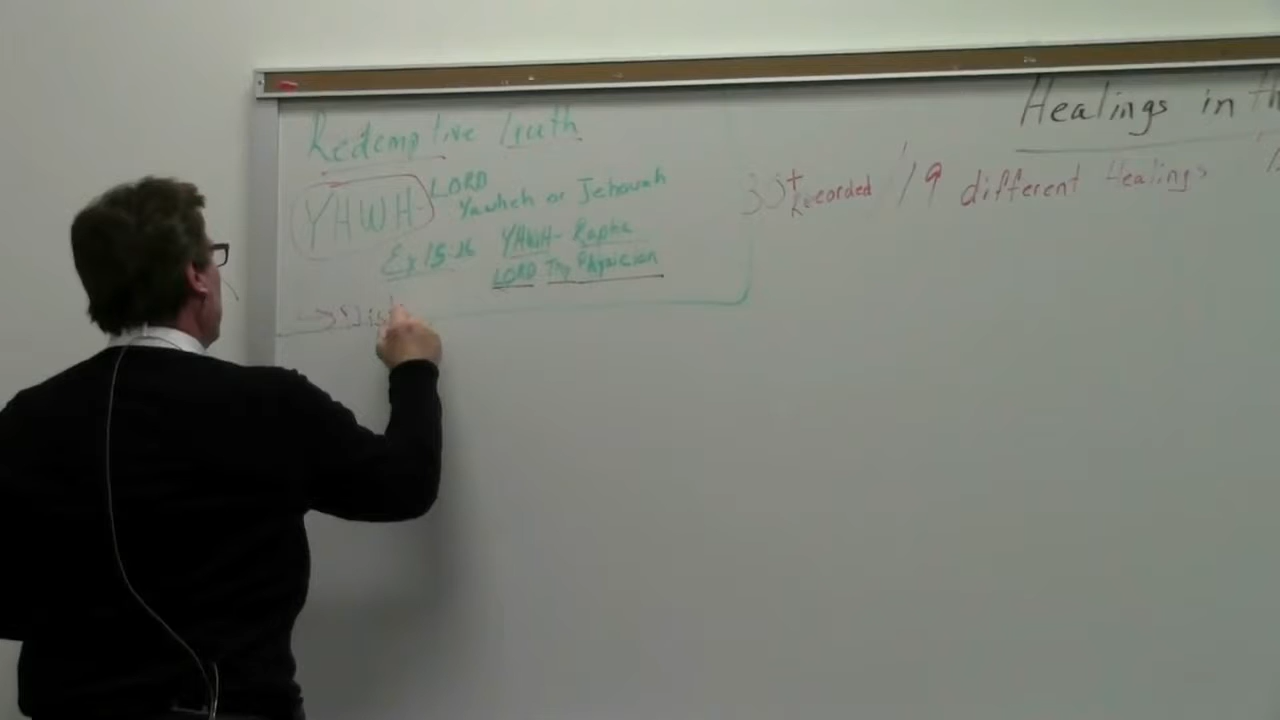 Redemptive Truth
YHWH - LORD
Yawheh or Jehovah
Ex 15:26 YHWH - Rapha
LORD Thy Physician
Healings in th
30+ Recorded / 19 different Healings